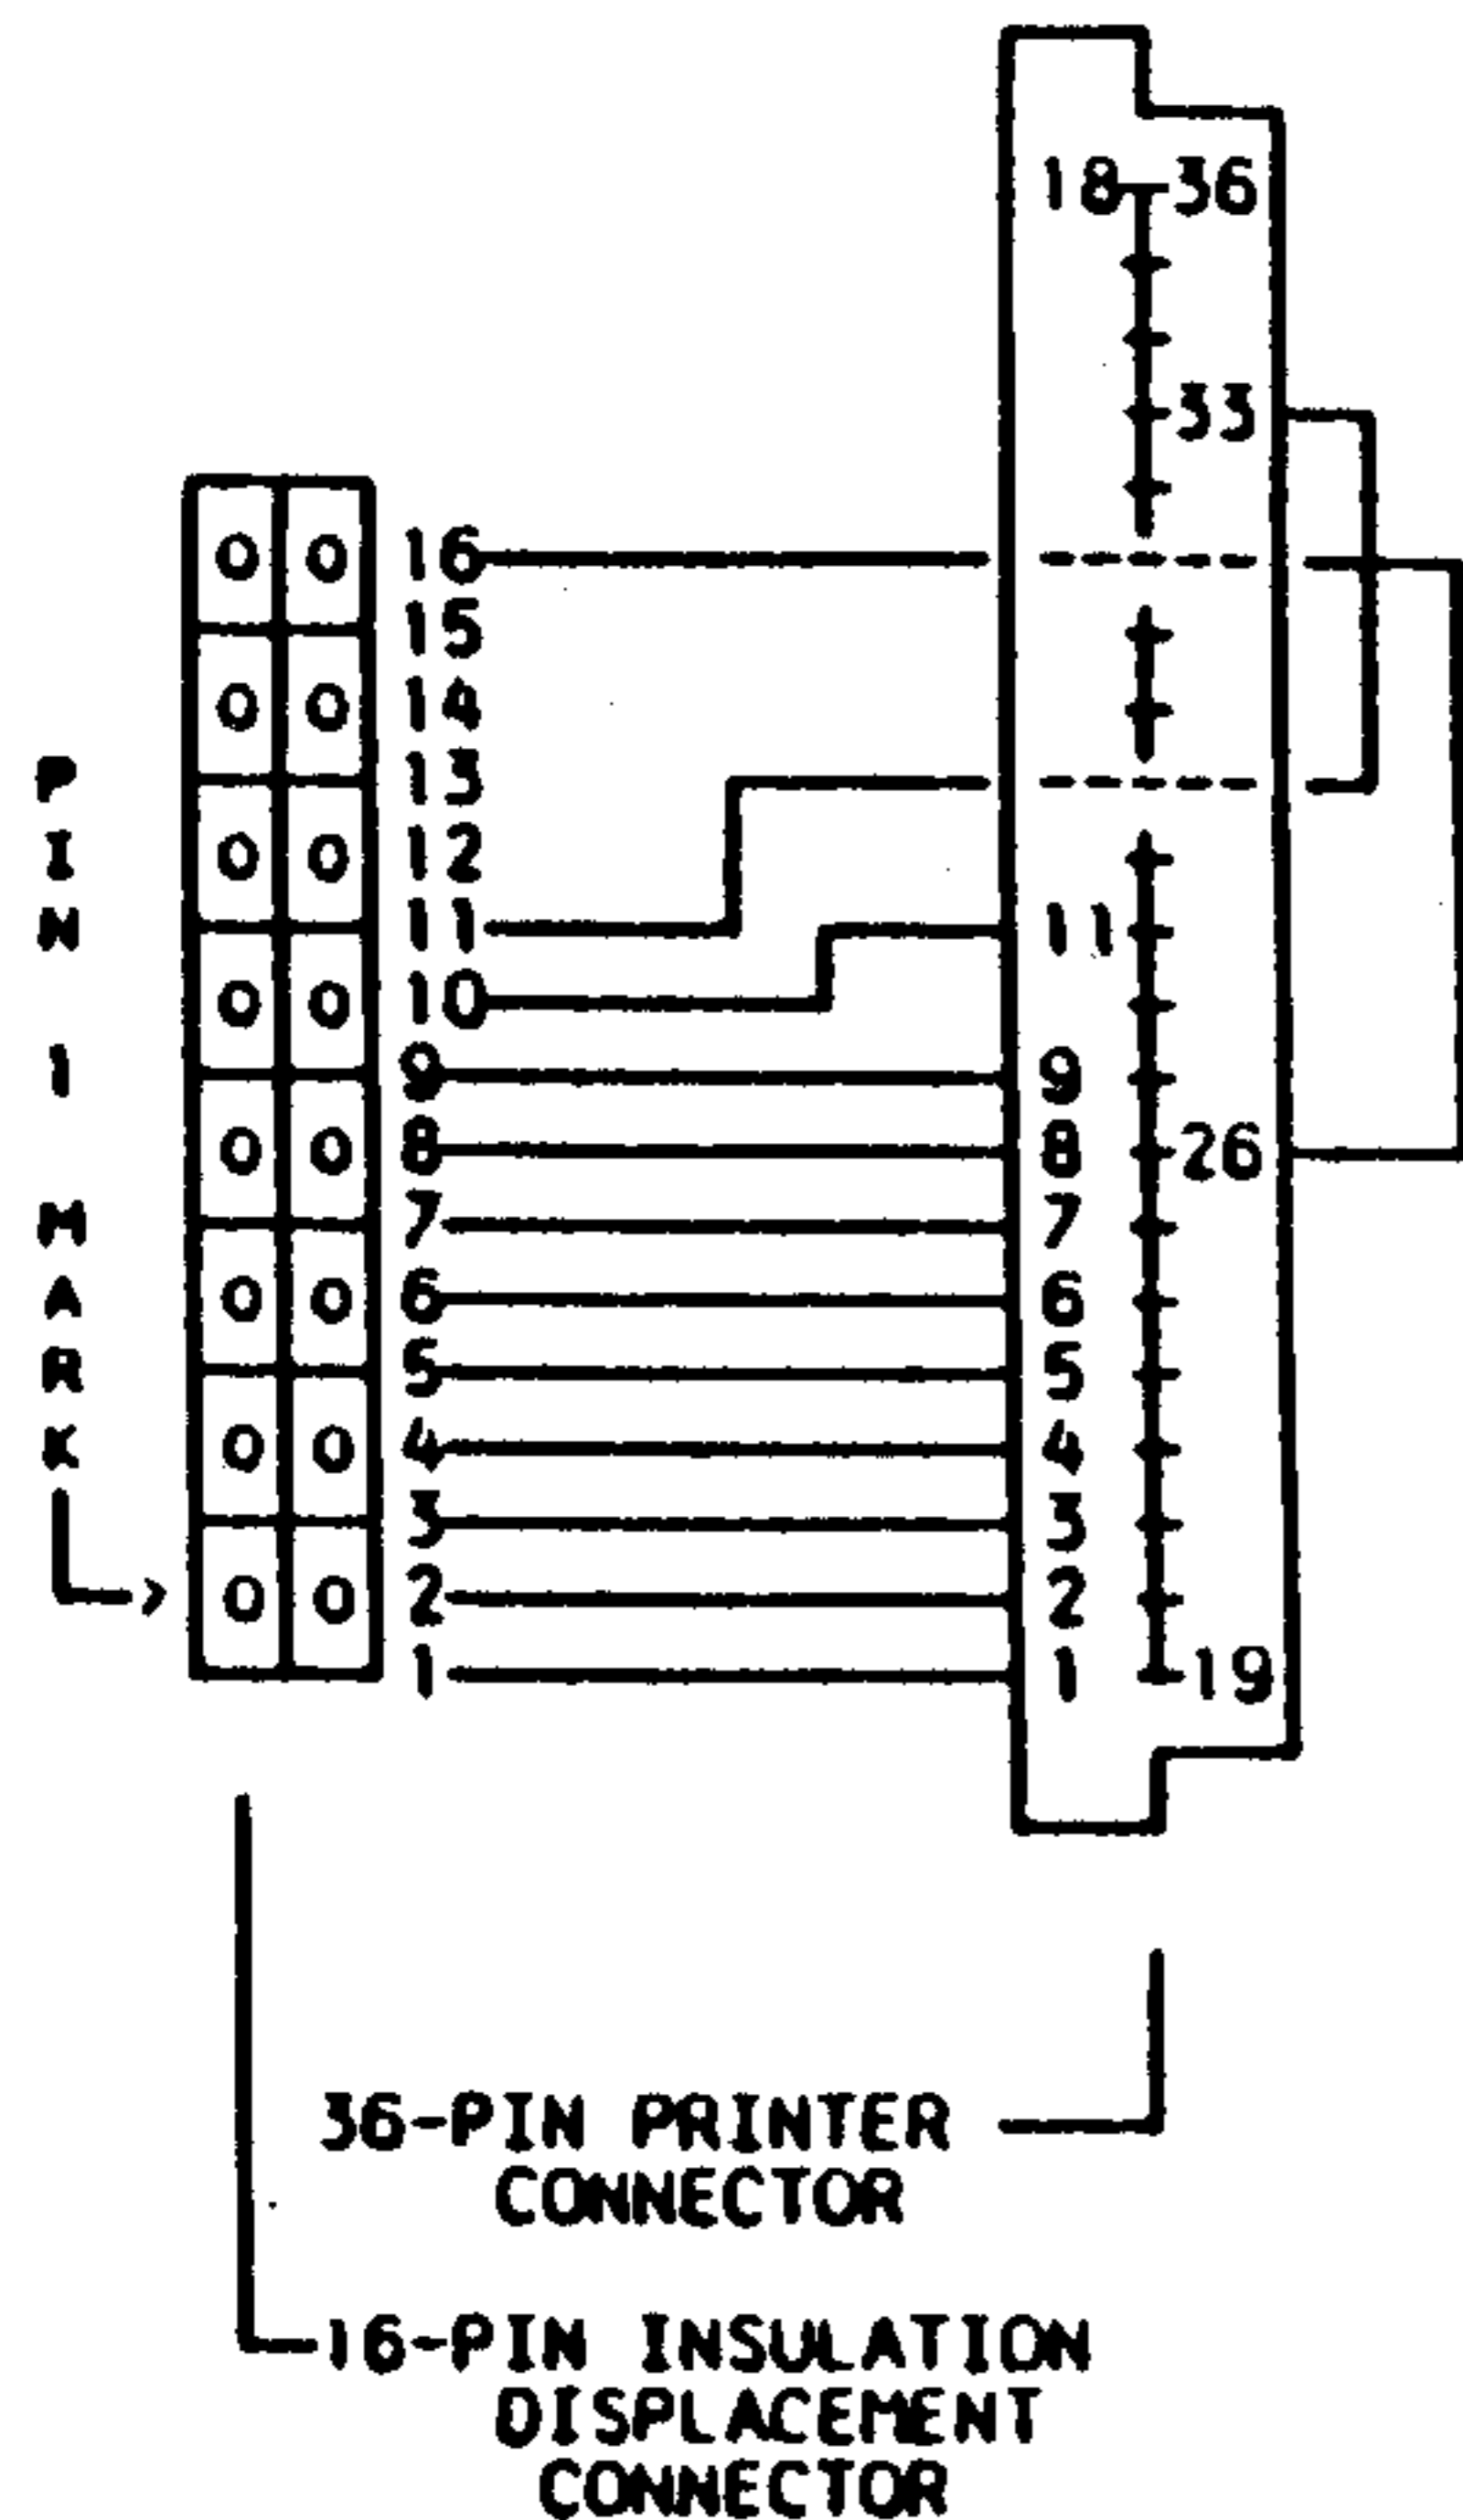 18 36
33
16
15
14
13
12
11 11
10
9 9
8 8 26
7 7
6 6
5 5
4 4
3 3
2 2
1 1 19
PIN 1 MARK
36-PIN PRINTER
CONNECTOR
16-PIN INSULATION
DISPLACEMENT
CONNECTOR